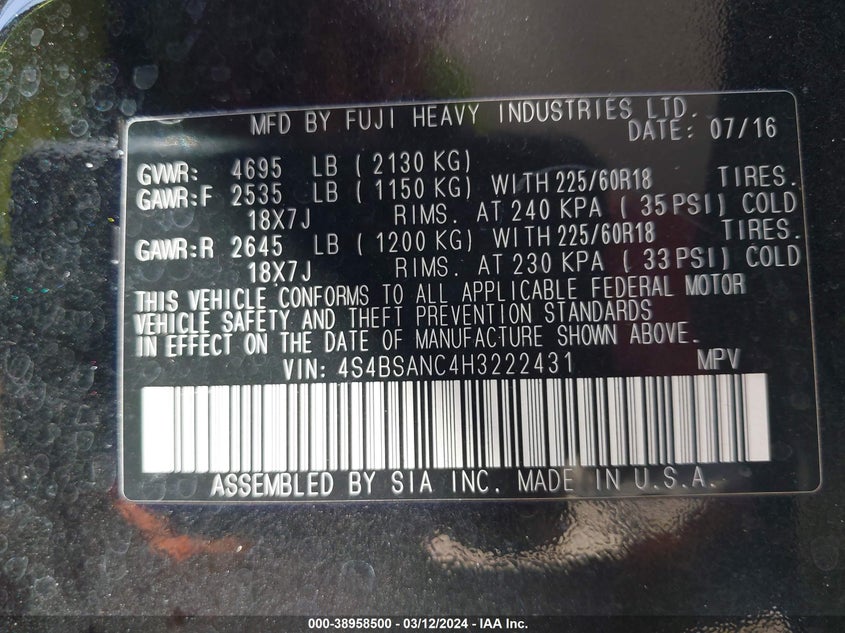 MFD BY FUJI HEAVY INDUSTRIES LTD.
DATE: 07/16
GVWR: 4695 LB ( 2130 KG)
GAWR:F 2535 LB ( 1150 KG) WITH 225/60R18 TIRES.
18X7J RIMS. AT 240 KPA ( 35 PSI) COLD
GAWR:R 2645 LB ( 1200 KG) WITH 225/60R18 TIRES.
18X7J RIMS. AT 230 KPA ( 33 PSI) COLD
THIS VEHICLE CONFORMS TO ALL APPLICABLE FEDERAL MOTOR
VEHICLE SAFETY AND THEFT PREVENTION STANDARDS
IN EFFECT ON THE DATE OF MANUFACTURE SHOWN ABOVE.
VIN: 4S4BSANC4H3222431 MPV
ASSEMBLED BY SIA INC. MADE IN U.S.A.
000-38958500 - 03/12/2024 - IAA Inc.